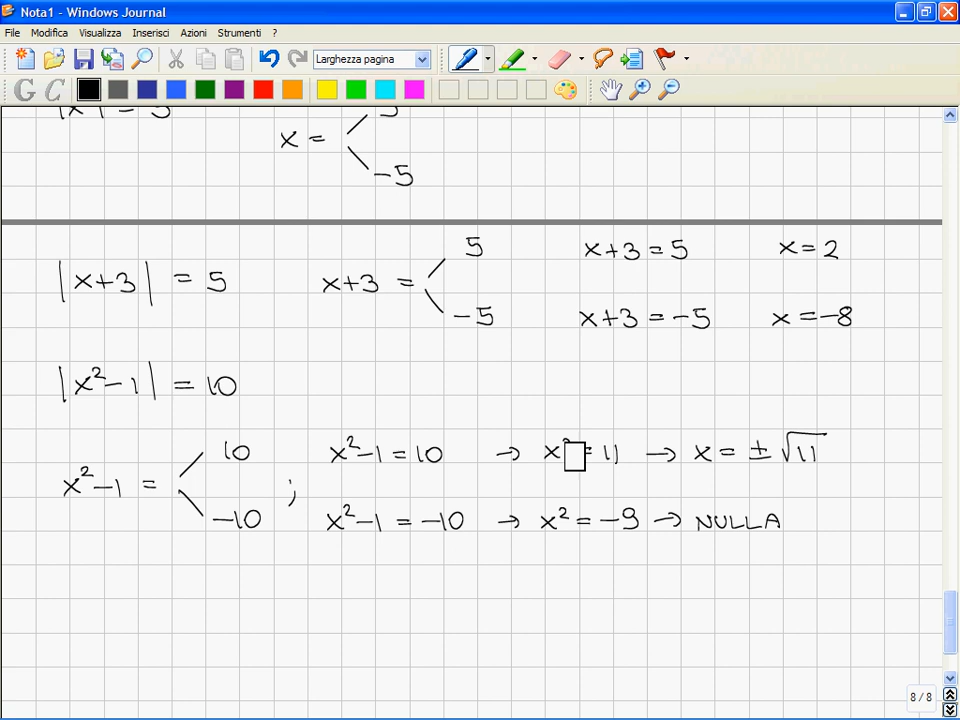 Nota1 - Windows Journal
File Modifica Visualizza Inserisci Azioni Strumenti ?
Larghezza pagina
G C
|x| = 5 x = 5
-5
|x+3| = 5 x+3 = 5 x+3 = 5 x = 2
-5 x+3 = -5 x = -8
|x²-1| = 10
x²-1 = 10 x²-1 = 10 → x² = 11 → x = ± √11
-10 ; x²-1 = -10 → x² = -9 → NULLA
8 / 8